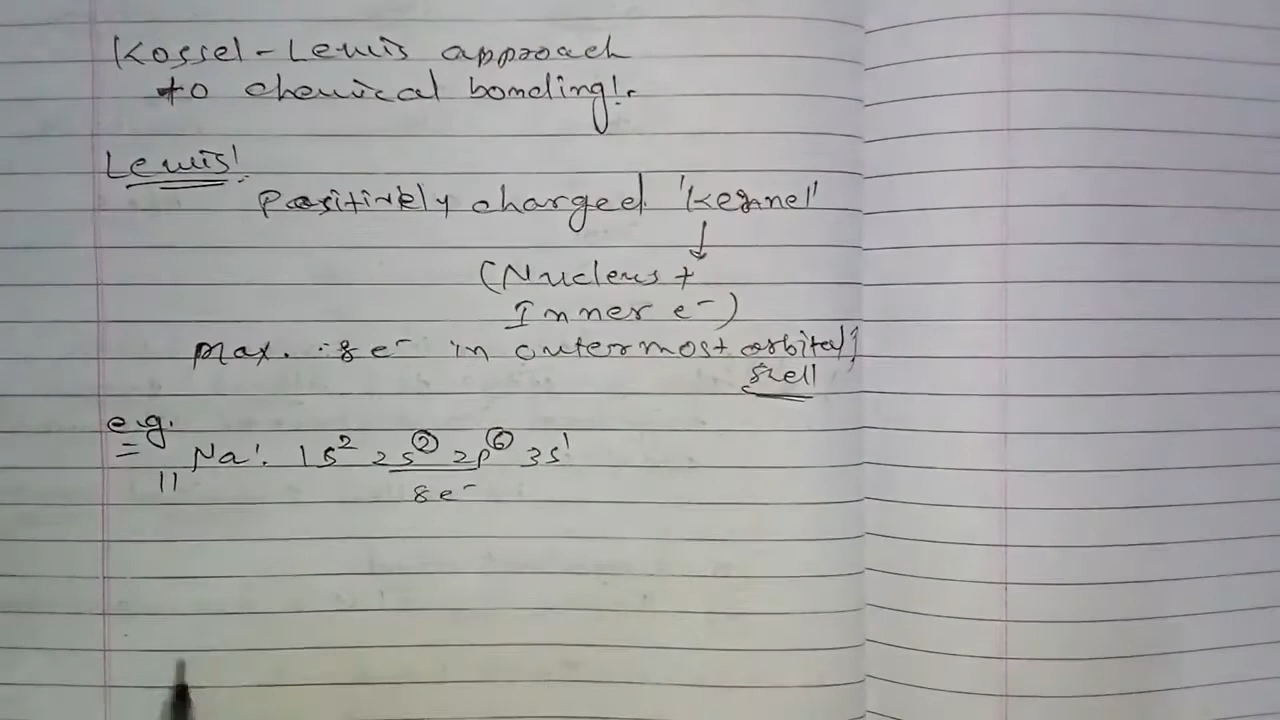 Kossel-Lewis approach
to chemical bonding:-
Lewis:
Positively charged 'kernel'
↓
(Nucleus +
Inner e⁻)
Max. :8 e⁻ in outermost orbital/
shell
e.g.
₁₁Na: 1s² 2s² 2p⁶ 3s¹
8e⁻